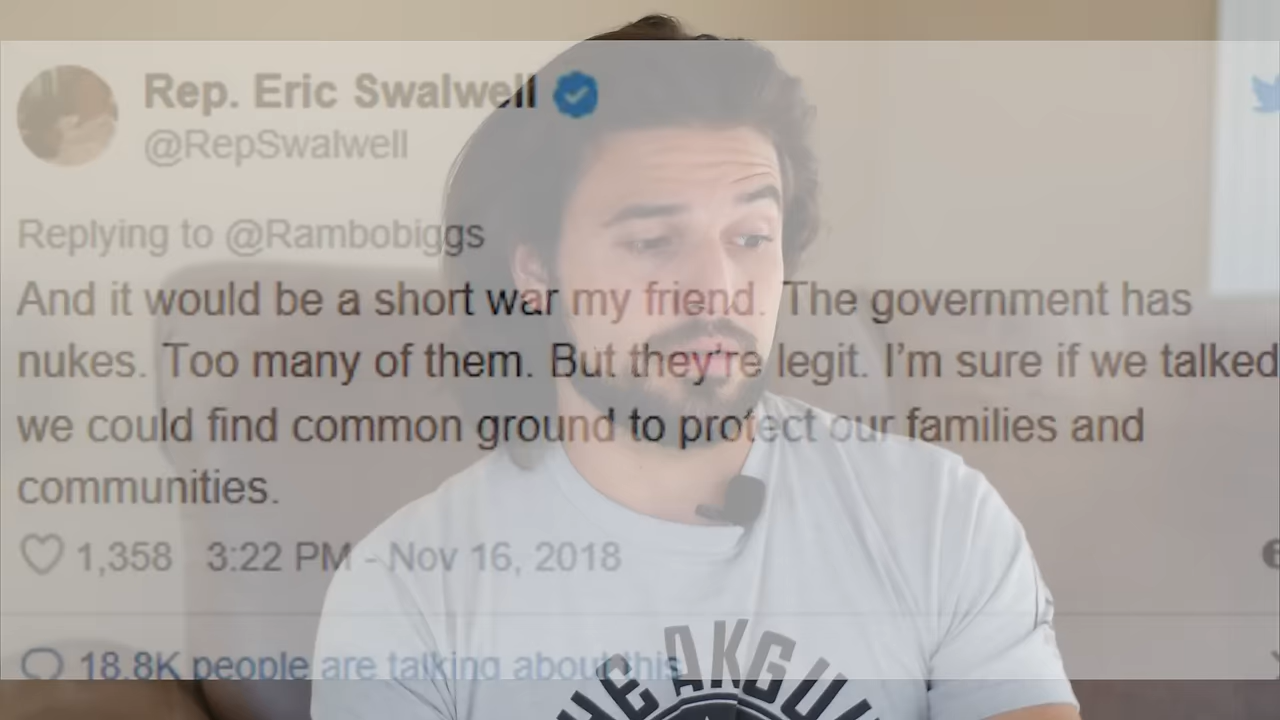 Rep. Eric Swalwell
@RepSwalwell
Replying to @Rambobiggs
And it would be a short war my friend. The government has
nukes. Too many of them. But they're legit. I’m sure if we talked
we could find common ground to protect our families and
communities.
1,358 3:22 PM - Nov 16, 2018
18.8K people are talking about this
HE AKGU